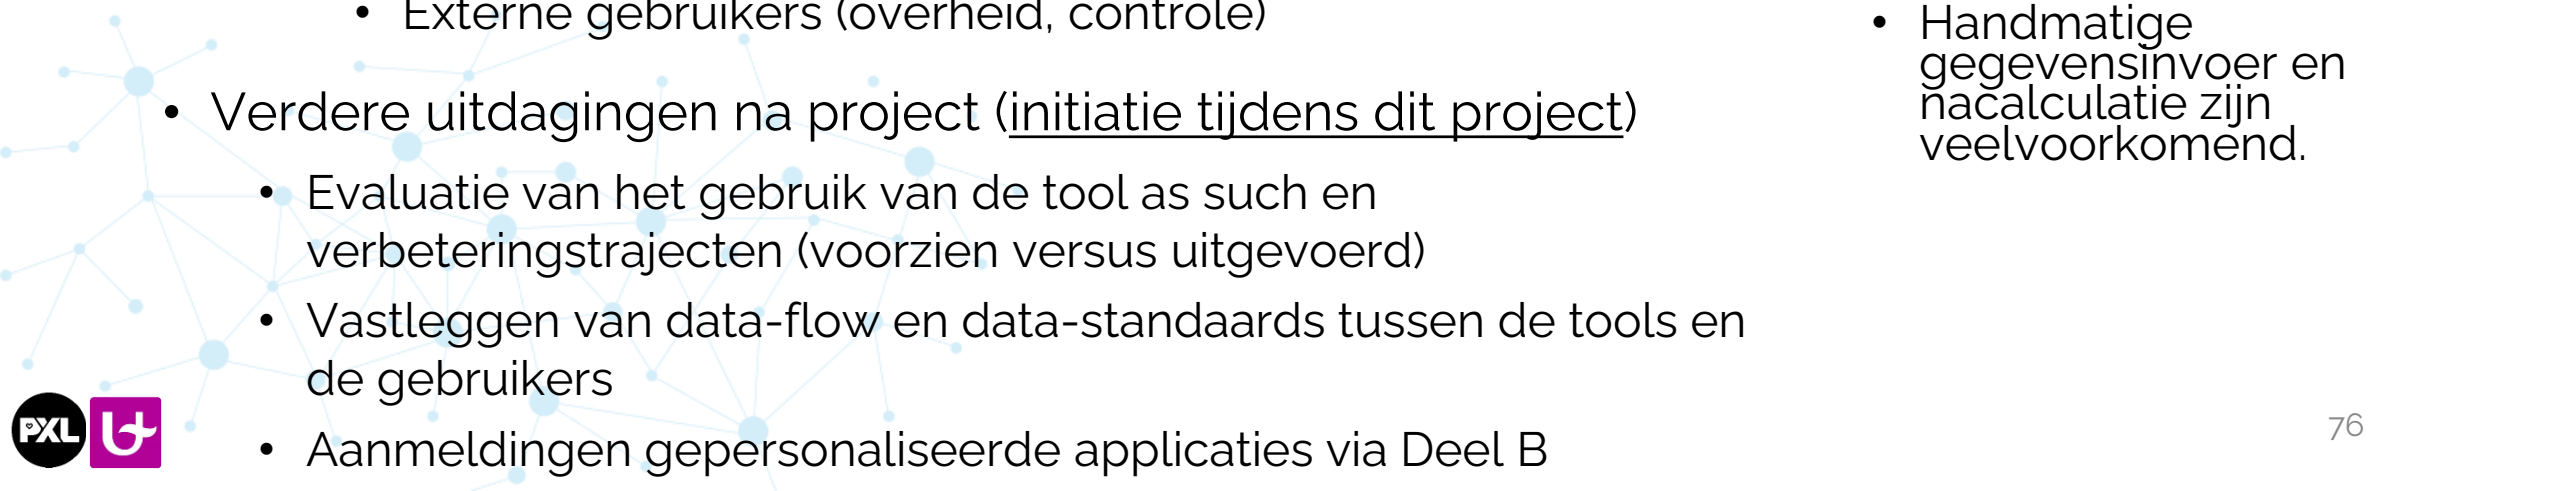 Externe gebruikers (overheid, controle)
Verdere uitdagingen na project (initiatie tijdens dit project)
Evaluatie van het gebruik van de tool as such en
verbeteringstrajecten (voorzien versus uitgevoerd)
Vastleggen van data-flow en data-standaards tussen de tools en
de gebruikers
Aanmeldingen gepersonaliseerde applicaties via Deel B
Handmatige
gegevensinvoer en
nacalculatie zijn
veelvoorkomend.
PXL
76